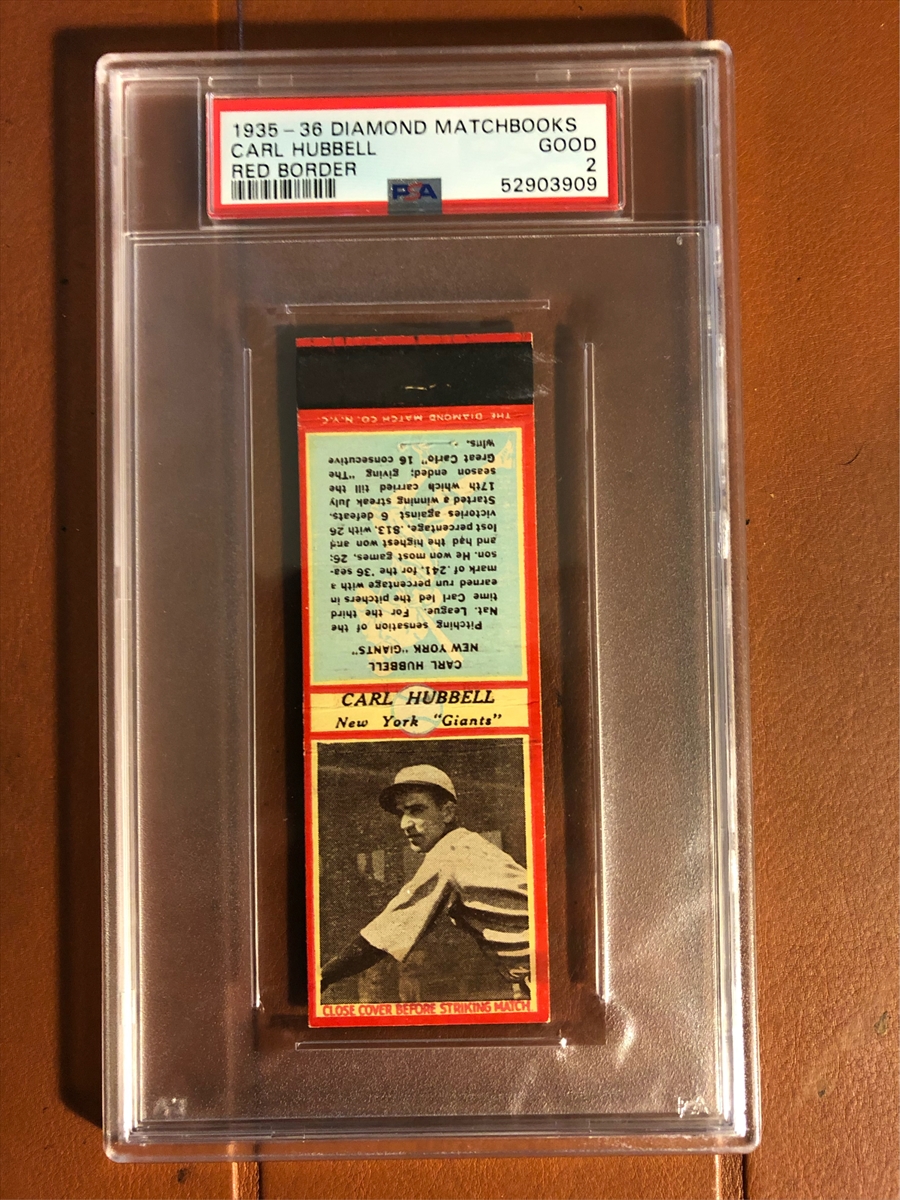 1935-36 DIAMOND MATCHBOOKS
CARL HUBBELL GOOD
RED BORDER 2
PSA 52903909
THE DIAMOND MATCH CO. N.Y.C.
CARL HUBBELL
NEW YORK "GIANTS"
Pitching sensation of the
Nat. League. For the third
time Carl led the pitchers in
earned run percentage with a
mark of .241, for the '36 sea-
son. He won most games, 26;
and had the highest won and
lost percentage, .813, with 26
victories against 6 defeats.
Started a winning streak July
17th which carried till the
season ended; giving "The
Great Carlo" 16 consecutive
wins.
CARL HUBBELL
New York "Giants"
CLOSE COVER BEFORE STRIKING MATCH